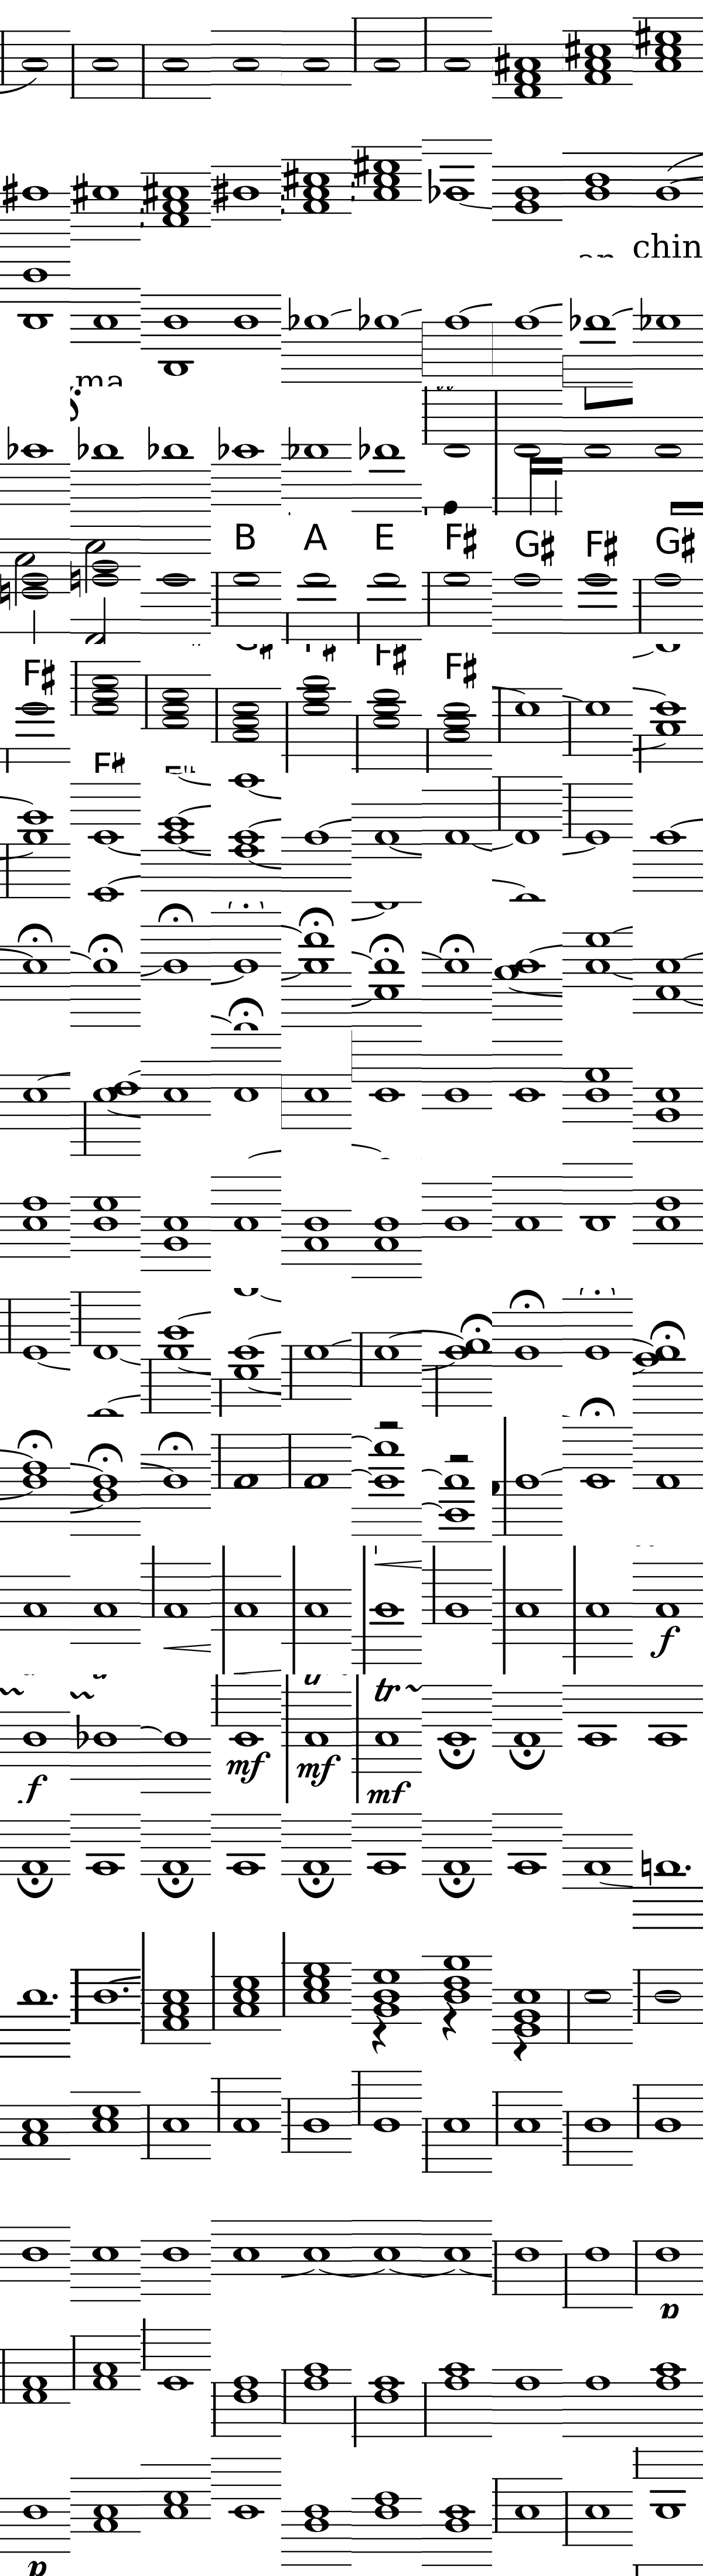 chin
ma
B A E F♯ G♯ F♯ G♯
F♯ F♯ F♯
F♯
f
tr
f mf mf mf
p
p